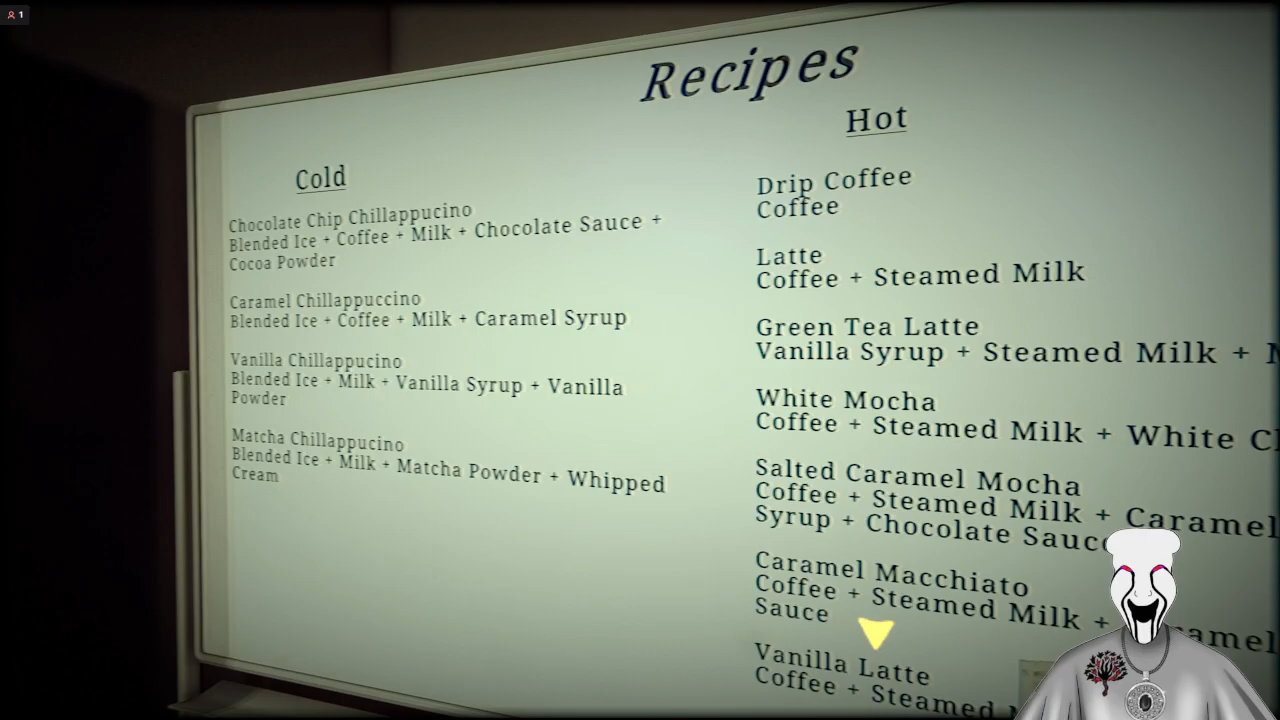 1
Recipes
Cold
Chocolate Chip Chillappucino
Blended Ice + Coffee + Milk + Chocolate Sauce +
Cocoa Powder
Caramel Chillappuccino
Blended Ice + Coffee + Milk + Caramel Syrup
Vanilla Chillappucino
Blended Ice + Milk + Vanilla Syrup + Vanilla
Powder
Matcha Chillappucino
Blended Ice + Milk + Matcha Powder + Whipped
Cream
Hot
Drip Coffee
Coffee
Latte
Coffee + Steamed Milk
Green Tea Latte
Vanilla Syrup + Steamed Milk +
White Mocha
Coffee + Steamed Milk + White
Salted Caramel Mocha
Coffee + Steamed Milk + Caramel
Syrup + Chocolate Sauce
Caramel Macchiato
Coffee + Steamed Milk +
Sauce
Vanilla Latte
Coffee + Steamed